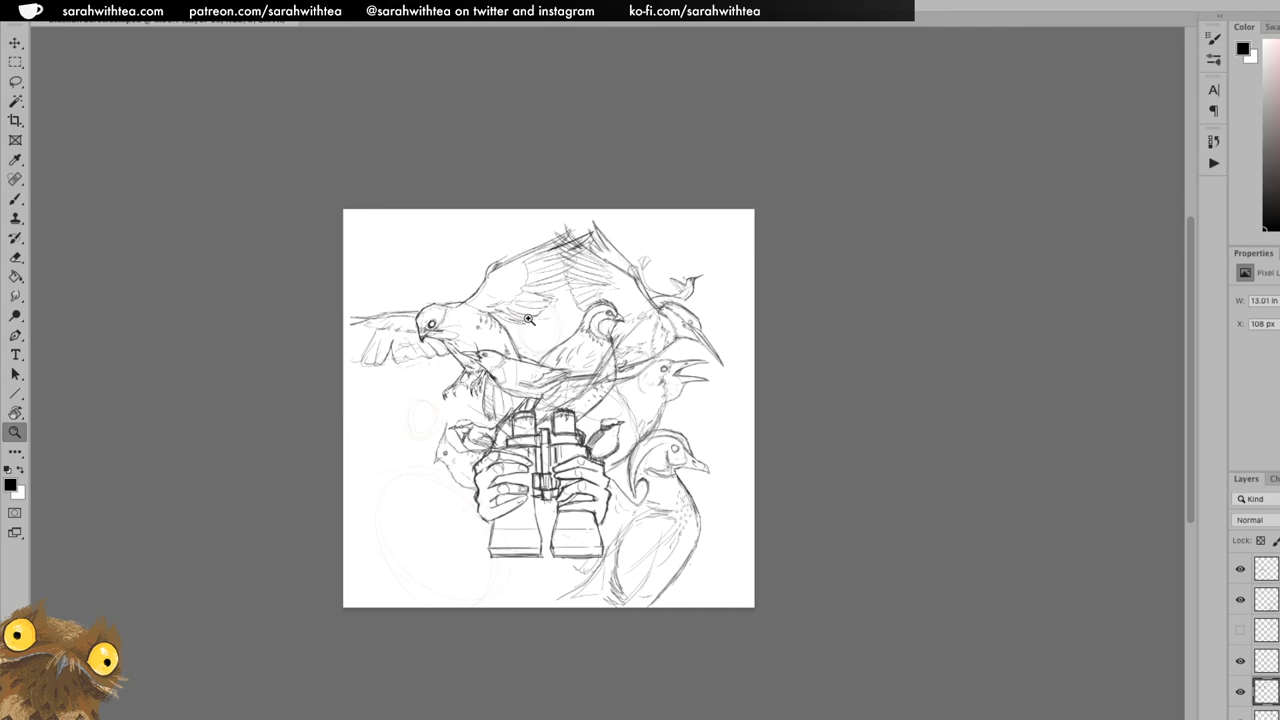 sarahwithtea.com patreon.com/sarahwithtea @sarahwithtea on twitter and instagram ko-fi.com/sarahwithtea
Color
Properties
W: 13.01 in
X: 108 px
Layers
Kind
Normal
Lock: